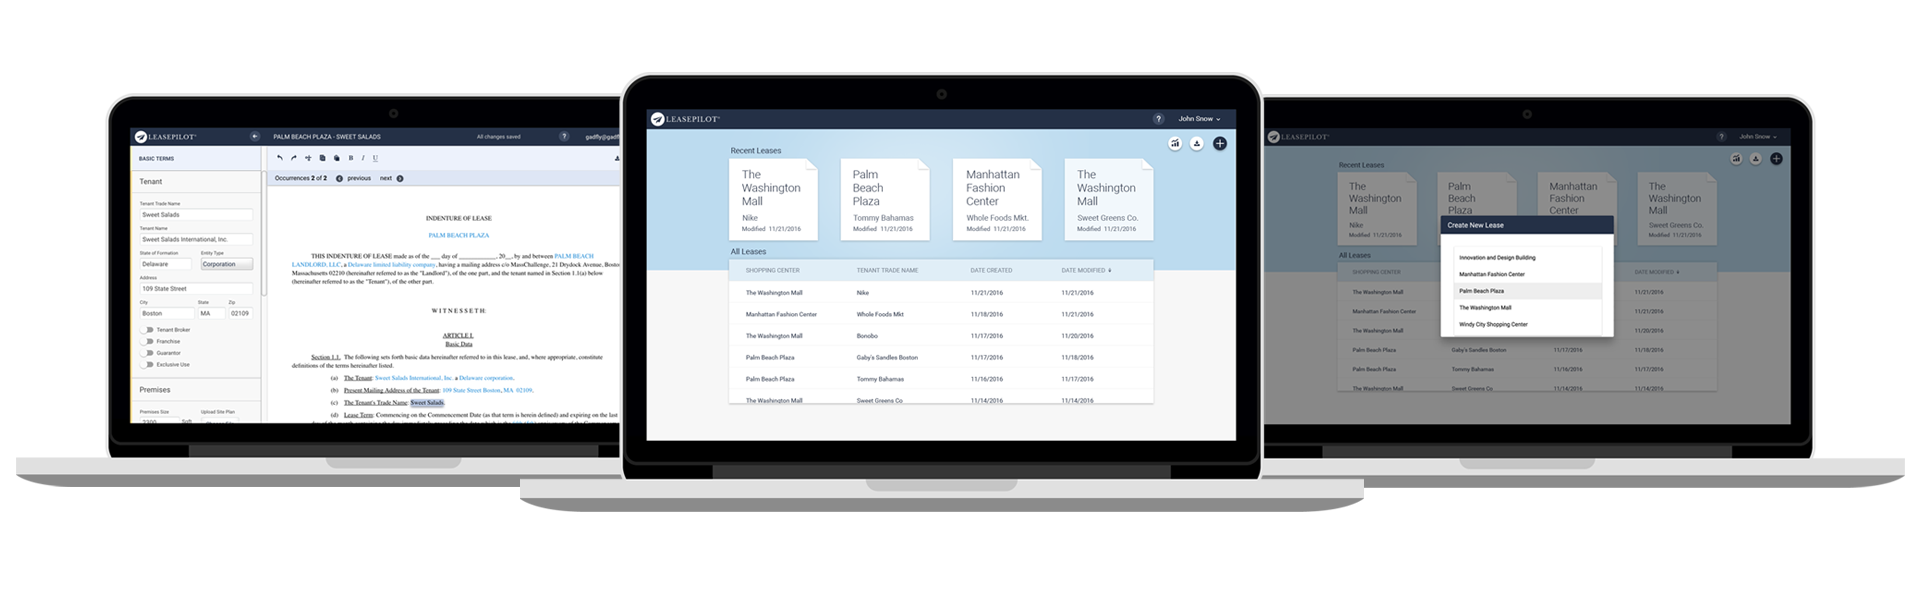 LEASEPILOT
PALM BEACH PLAZA - SWEET SALADS
All changes saved
?
gadfly@gadfl
BASIC TERMS
B I U
Occurrences 2 of 2 previous next
Tenant
Tenant Trade Name
Sweet Salads
Tenant Name
Sweet Salads International, Inc.
State of Formation Entity Type
Delaware Corporation
Address
109 State Street
City State Zip
Boston MA 02109
Tenant Broker
Franchise
Guarantor
Exclusive Use
Premises
Premises Size Upload Site Plan
INDENTURE OF LEASE
PALM BEACH PLAZA
THIS INDENTURE OF LEASE made as of the ___ day of ____________, 20__, by and between PALM BEACH
LANDLORD, LLC, a Delaware limited liability company, having a mailing address c/o MassChallenge, 21 Drydock Avenue, Bosto
Massachusetts 02210 (hereinafter referred to as the "Landlord"), of the one part, and the tenant named in Section 1.1(a) below
(hereinafter referred to as the "Tenant"), of the other part.
W I T N E S S E T H:
ARTICLE I.
Basic Data
Section 1.1. The following sets forth basic data hereinafter referred to in this lease, and, where appropriate, constitute
definitions of the terms hereinafter listed.
(a) The Tenant: Sweet Salads International, Inc. a Delaware corporation.
(b) Present Mailing Address of the Tenant: 109 State Street Boston, MA 02109.
(c) The Tenant's Trade Name: Sweet Salads.
(d) Lease Term: Commencing on the Commencement Date (as that term is herein defined) and expiring on the last
LEASEPILOT
?
John Snow
Recent Leases
The
Washington
Mall
Nike
Modified 11/21/2016
Palm
Beach
Plaza
Tommy Bahamas
Modified 11/21/2016
Manhattan
Fashion
Center
Whole Foods Mkt.
Modified 11/21/2016
The
Washington
Mall
Sweet Greens Co.
Modified 11/21/2016
All Leases
SHOPPING CENTER TENANT TRADE NAME DATE CREATED DATE MODIFIED
The Washington Mall Nike 11/21/2016 11/21/2016
Manhattan Fashion Center Whole Foods Mkt 11/18/2016 11/21/2016
The Washington Mall Bonobo 11/17/2016 11/20/2016
Palm Beach Plaza Gaby's Sandles Boston 11/17/2016 11/18/2016
Palm Beach Plaza Tommy Bahamas 11/16/2016 11/17/2016
The Washington Mall Sweet Greens Co 11/14/2016 11/14/2016
LEASEPILOT
?
John Snow
Recent Leases
The
Washington
Mall
Nike
Modified 11/21/2016
Palm
Beach
Plaza
Manhattan
Fashion
Center
The
Washington
Mall
Sweet Greens Co.
Modified 11/21/2016
Create New Lease
Innovation and Design Building
Manhattan Fashion Center
Palm Beach Plaza
The Washington Mall
Windy City Shopping Center
All Leases
SHOPPING CENTER DATE MODIFIED
The Washington Mall 11/21/2016
Manhattan Fashion Center 11/21/2016
The Washington Mall 11/20/2016
Palm Beach Plaza Gaby's Sandles Boston 11/17/2016 11/18/2016
Palm Beach Plaza Tommy Bahamas 11/16/2016 11/17/2016
The Washington Mall Sweet Greens Co 11/14/2016 11/14/2016